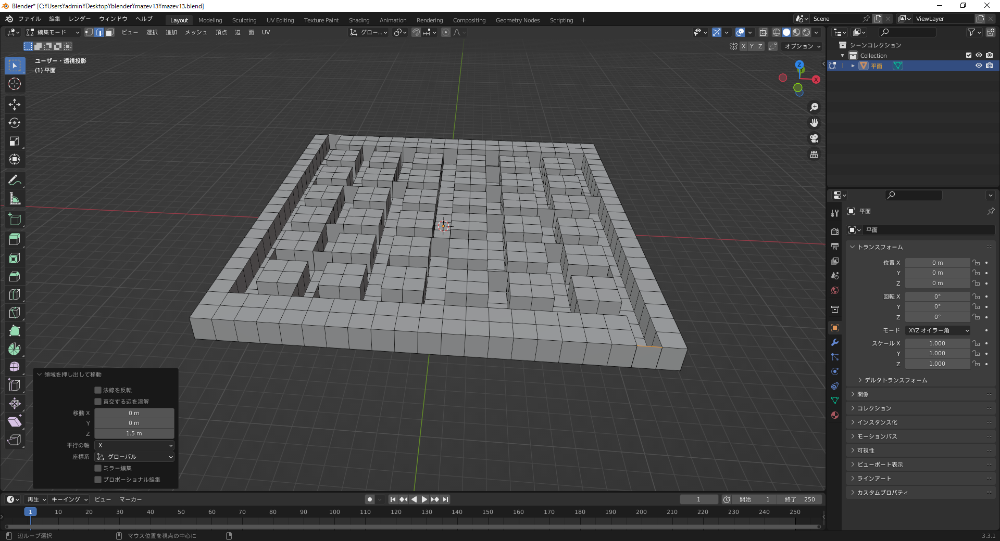 Blender* [C:¥Users¥admin¥Desktop¥blender¥mazev13¥mazev13.blend]
ファイル 編集 レンダー ウィンドウ ヘルプ Layout Modeling Sculpting UV Editing Texture Paint Shading Animation Rendering Compositing Geometry Nodes Scripting + Scene ViewLayer
編集モード ビュー 選択 追加 メッシュ 頂点 辺 面 UV グロー...
X Y Z オプション
シーンコレクション
Collection
平面
ユーザー・透視投影
(1) 平面
Z
X
平面
平面
トランスフォーム
位置 X 0 m
Y 0 m
Z 0 m
回転 X 0°
Y 0°
Z 0°
モード XYZ オイラー角
スケール X 1.000
Y 1.000
Z 1.000
デルタトランスフォーム
関係
コレクション
インスタンス化
モーションパス
可視性
ビューポート表示
ラインアート
カスタムプロパティ
領域を押し出して移動
法線を反転
直交する辺を溶解
移動 X 0 m
Y 0 m
Z 1.5 m
平行の軸 X
座標系 グローバル
ミラー編集
プロポーショナル編集
再生 キーイング ビュー マーカー 1 開始 1 終了 250
1 10 20 30 40 50 60 70 80 90 100 110 120 130 140 150 160 170 180 190 200 210 220 230 240 250
辺ループ選択 マウス位置を視点の中心に 3.3.1